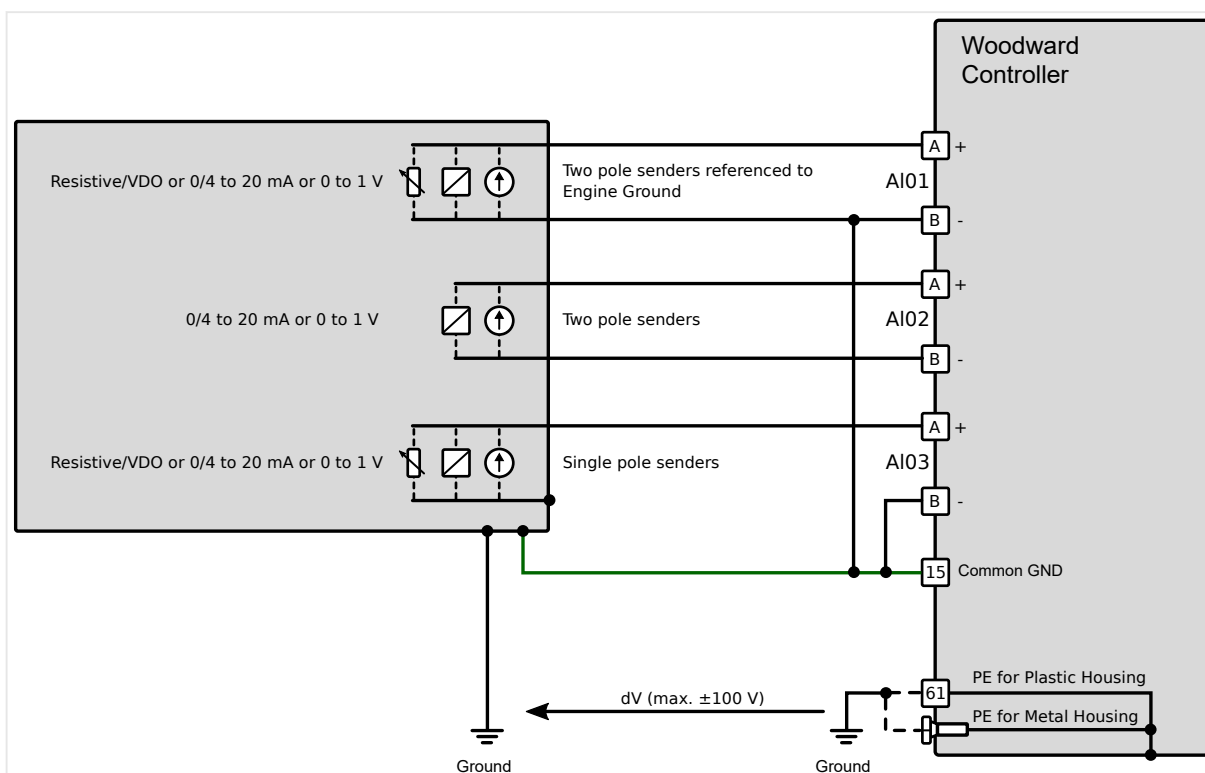 Woodward
Controller
A +
Resistive/VDO or 0/4 to 20 mA or 0 to 1 V
Two pole senders referenced to
Engine Ground
AI01
B -
A +
0/4 to 20 mA or 0 to 1 V
Two pole senders
AI02
B -
A +
Resistive/VDO or 0/4 to 20 mA or 0 to 1 V
Single pole senders
AI03
B -
15 Common GND
PE for Plastic Housing
61
dV (max. ±100 V)
PE for Metal Housing
Ground
Ground